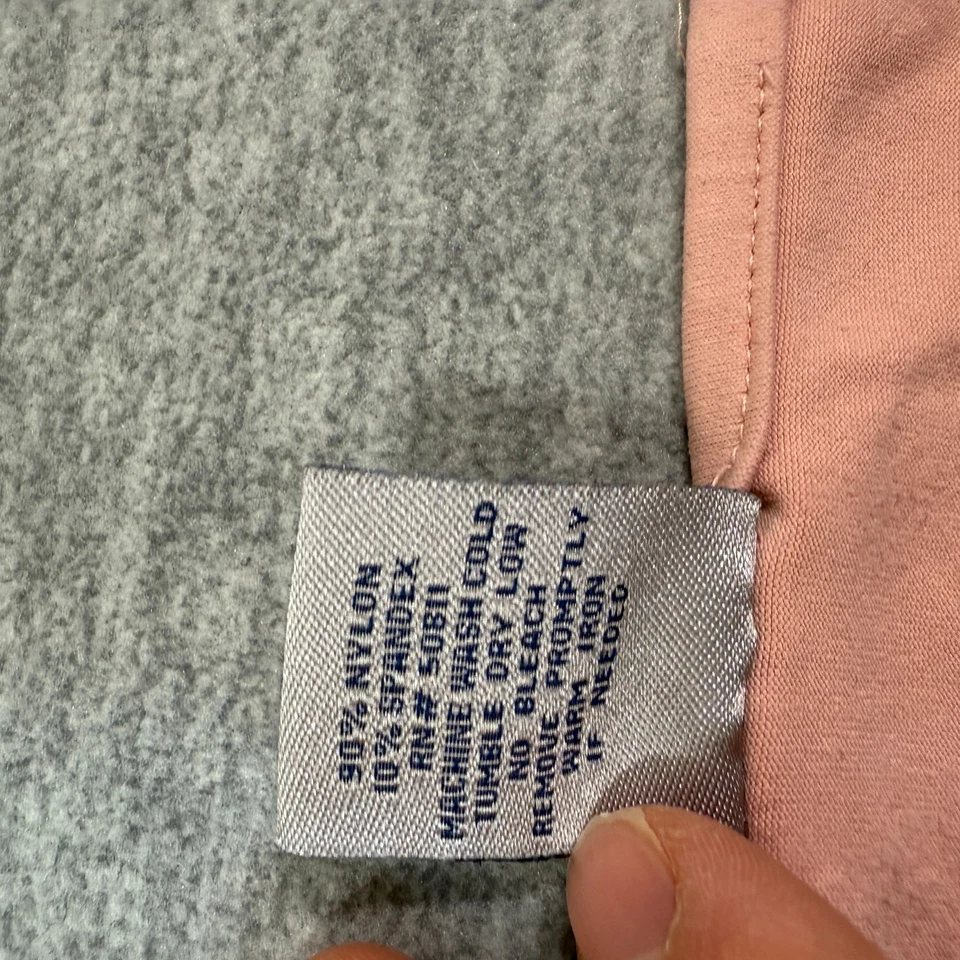 90% NYLON
10% SPANDEX
RN# 50811
MACHINE WASH COLD
TUMBLE DRY LOW
NO BLEACH
REMOVE PROMPTLY
WARM IRON
IF NEEDED